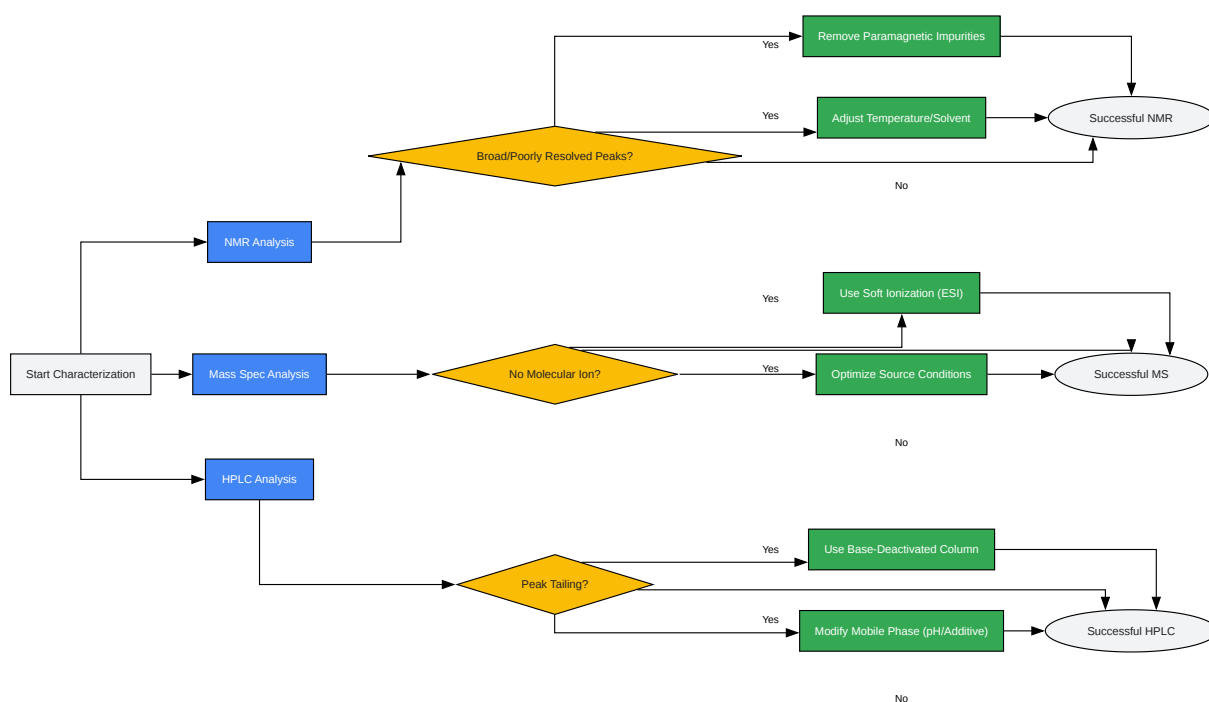 Remove Paramagnetic Impurities
Yes
Adjust Temperature/Solvent
Yes
Successful NMR
Broad/Poorly Resolved Peaks?
No
NMR Analysis
Use Soft Ionization (ESI)
Yes
Start Characterization
Mass Spec Analysis
No Molecular Ion?
Yes
Optimize Source Conditions
Successful MS
No
HPLC Analysis
Use Base-Deactivated Column
Yes
Peak Tailing?
Yes
Modify Mobile Phase (pH/Additive)
Successful HPLC
No